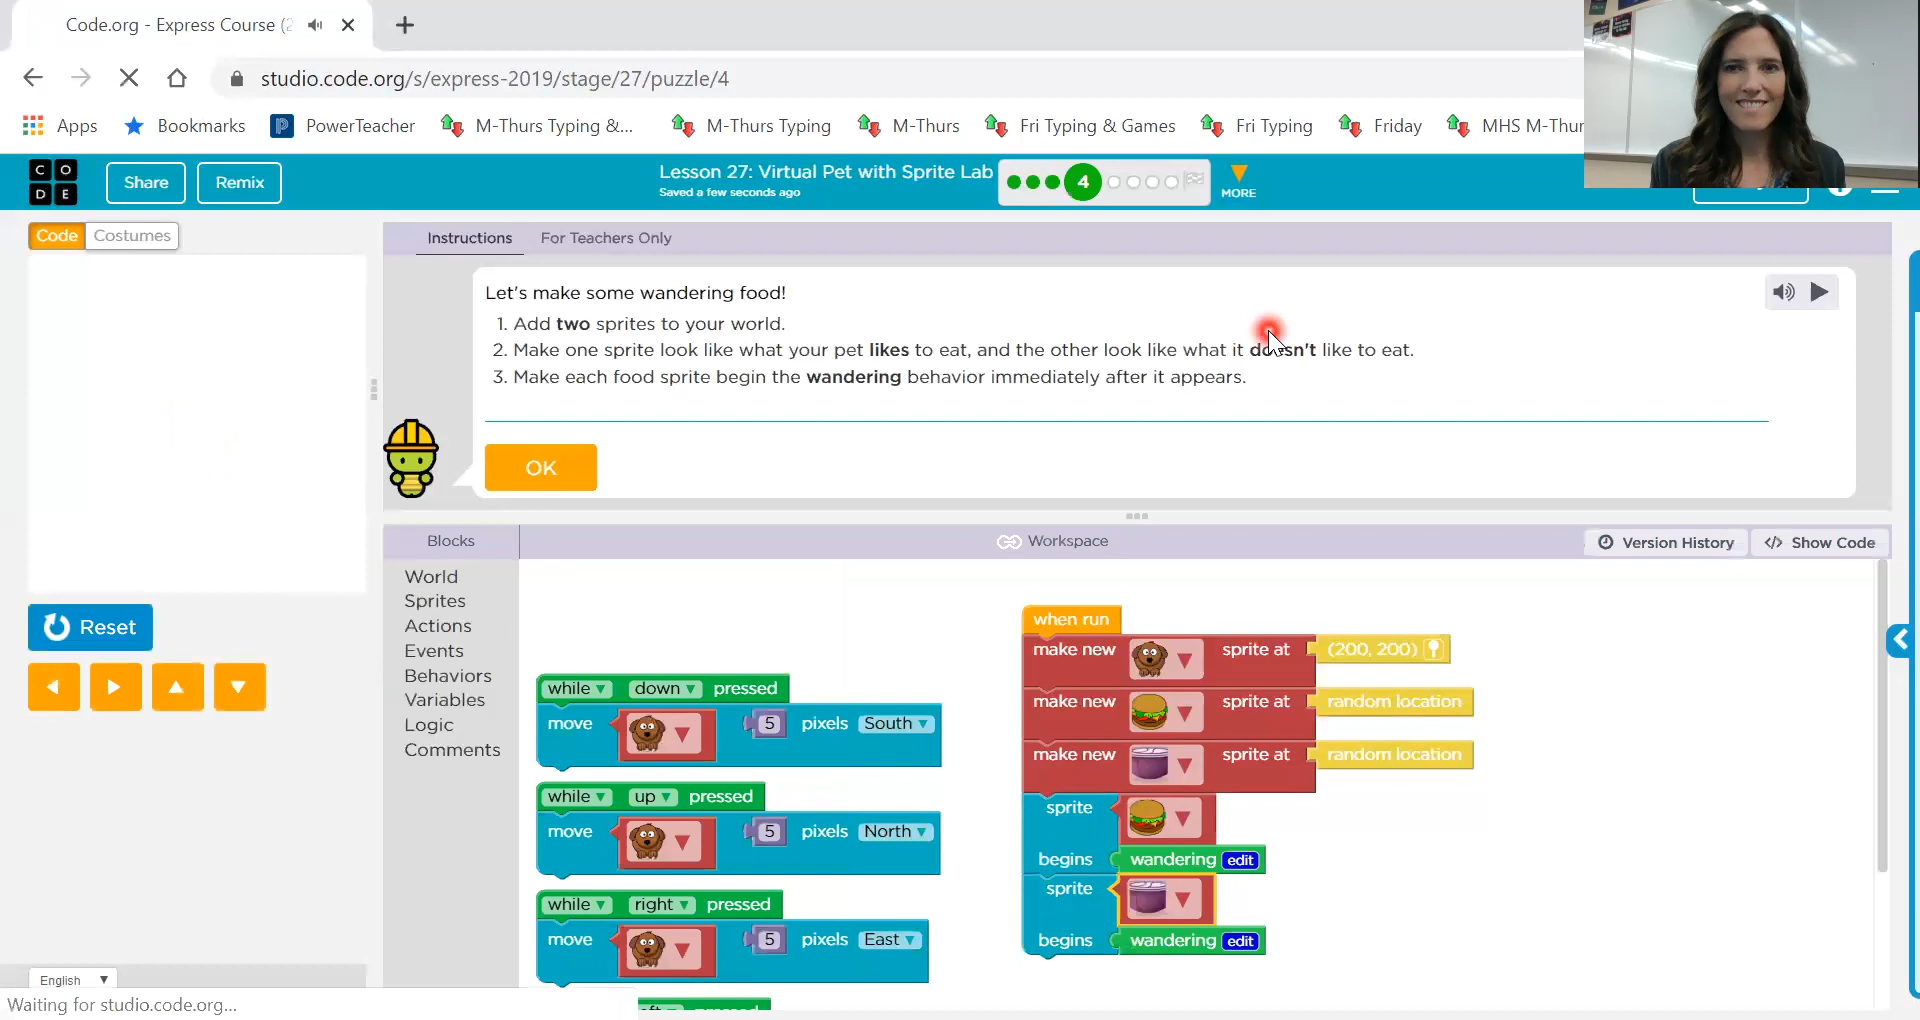 Code.org - Express Course (2
studio.code.org/s/express-2019/stage/27/puzzle/4
Apps Bookmarks PowerTeacher M-Thurs Typing &... M-Thurs Typing M-Thurs Fri Typing & Games Fri Typing Friday MHS M-Thur
CODE
Share Remix
Lesson 27: Virtual Pet with Sprite Lab
Saved a few seconds ago
4
MORE
Code Costumes
Instructions For Teachers Only
Let's make some wandering food!
1. Add two sprites to your world.
2. Make one sprite look like what your pet likes to eat, and the other look like what it doesn't like to eat.
3. Make each food sprite begin the wandering behavior immediately after it appears.
OK
Blocks
Workspace
Version History
</> Show Code
World
Sprites
Actions
Events
Behaviors
Variables
Logic
Comments
Reset
while down pressed
move 5 pixels South
while up pressed
move 5 pixels North
while right pressed
move 5 pixels East
pressed
when run
make new sprite at (200, 200)
make new sprite at random location
make new sprite at random location
sprite
begins wandering edit
sprite
begins wandering edit
English
Waiting for studio.code.org...